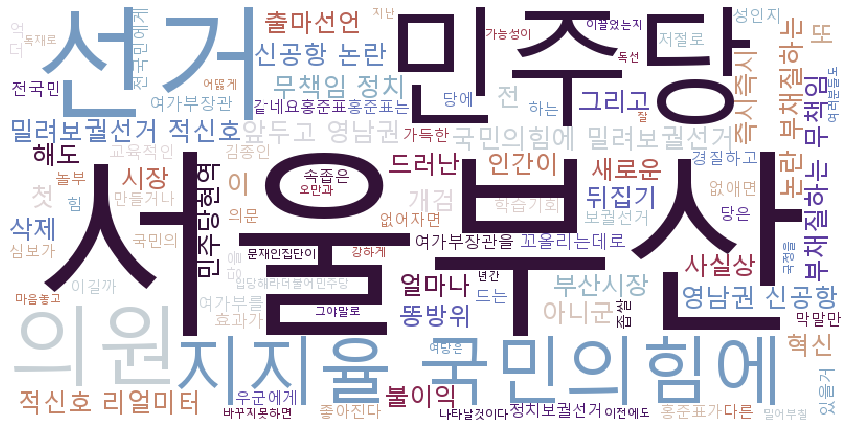 선거 민주당
서울 부산
의원 지지율 국민의힘에
출마선언
신공항 논란
무책임 정치
여가부장관
전국민
지난
독재로
어떻게
억
더
전국민에게
가능성이
이끌었는지
독선
저절로
성인지
당에
하는
잘
전
그리고
같네요홍준표홍준표는
가득한
밀려보궐선거 적신호
앞두고 영남권
국민의힘에 밀려보궐선거
즉시즉시
논란 부채질하는
부채질하는 무책임
여러분들도
해도
교육적인
김종인
드러난
인간이
새로운
경질하고
놀부
시장
만들거나
이
첫
힘
민주당현역
속좁은
오만과
개검
학습기회
뒤집기
없애면
삭제
의문
없어자면
보궐선거
당은
심보가
국민의
문재인집단이
강하게
여가부장관을 꼬올리는데로
사실상
국정을
이길까
입당해라더불어민주당
얼마나
년간
부산시장
영남권 신공항
마음놓고
여가부를
효과가
그야말로
똥방위
드는
아니군
좁쌀
막말만
여당은
혁신
적신호 리얼미터
우군에게
불이익
바꾸지못하면
좋아진다
나타날것이다
정치보궐선거
이전에도
홍준표가
다른
밀어부칠
있을거